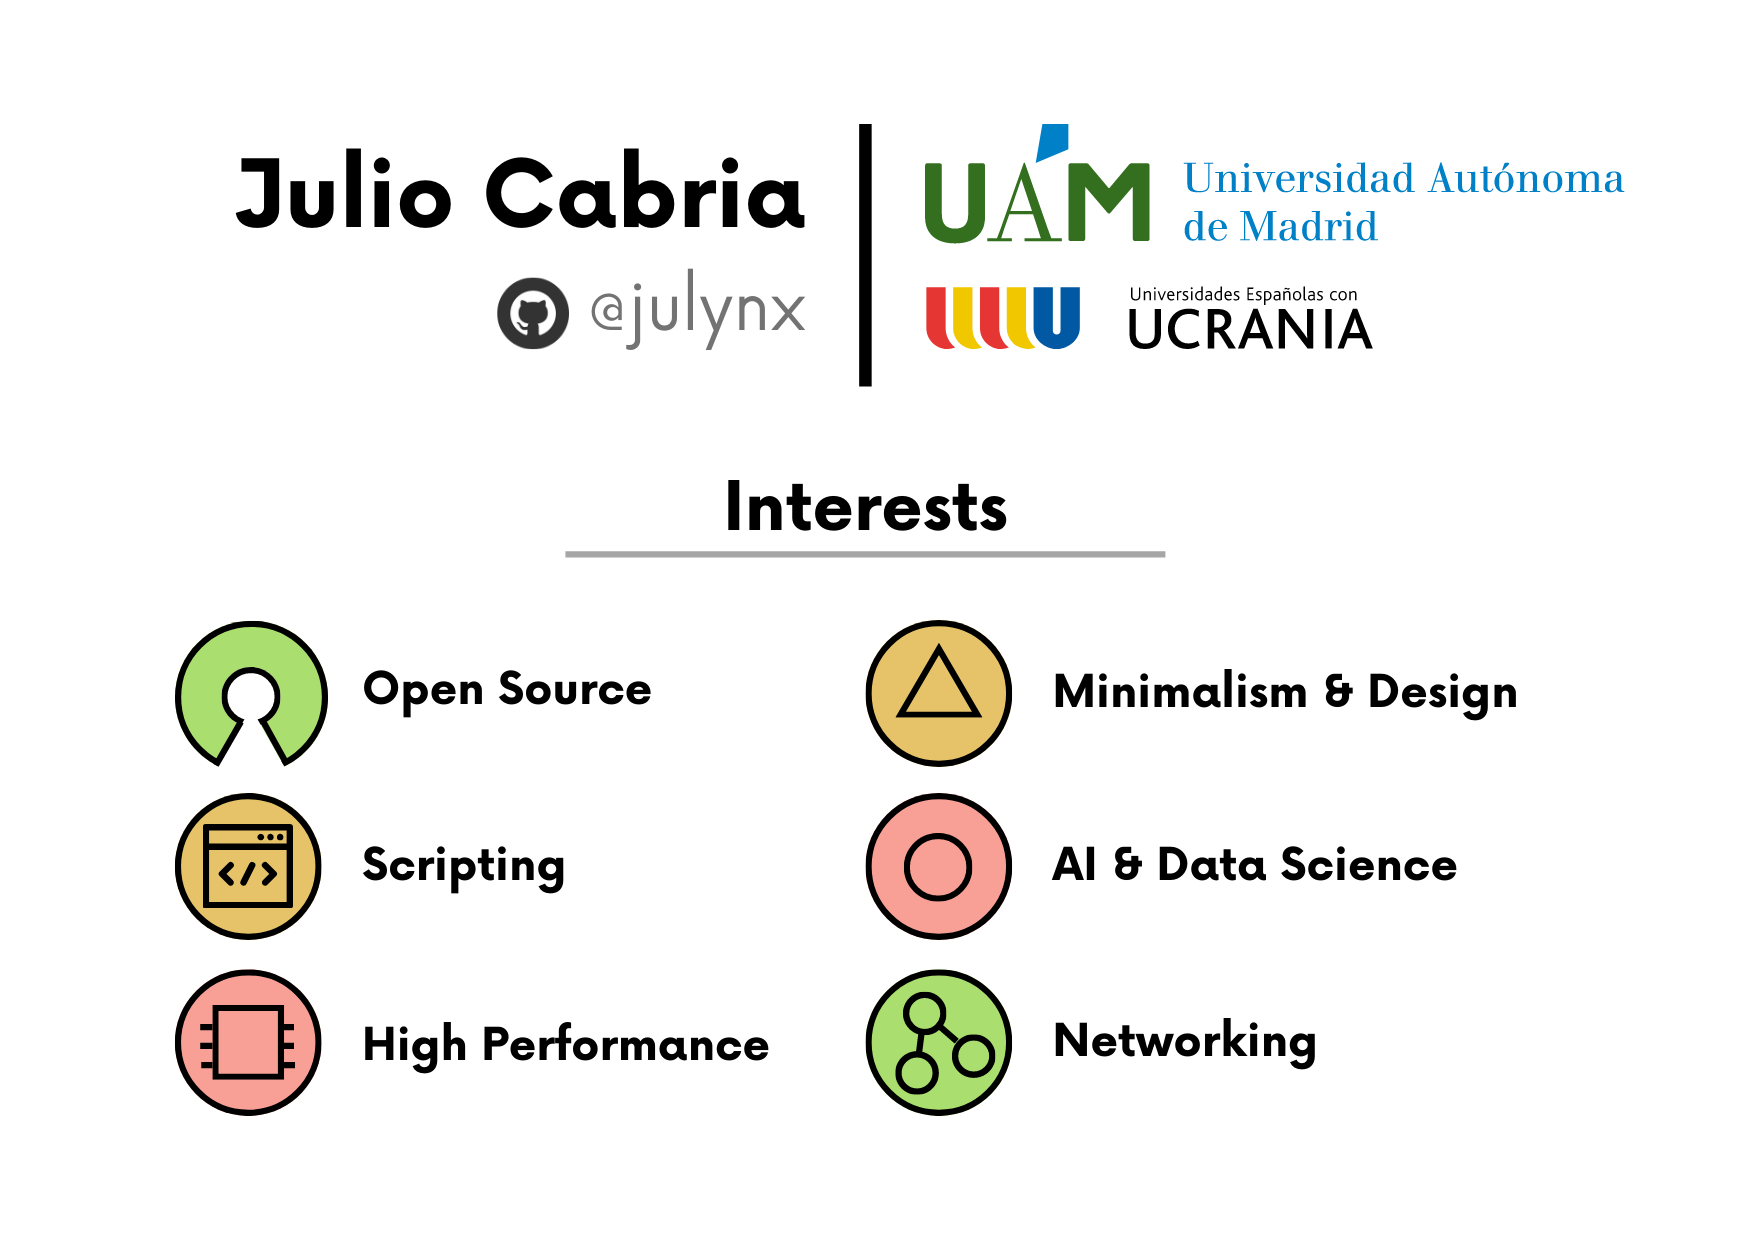 Julio Cabria
@julynx
UAM Universidad Autónoma
de Madrid
Universidades Españolas con
UCRANIA
Interests
Open Source
Minimalism & Design
Scripting
</>
AI & Data Science
High Performance
Networking